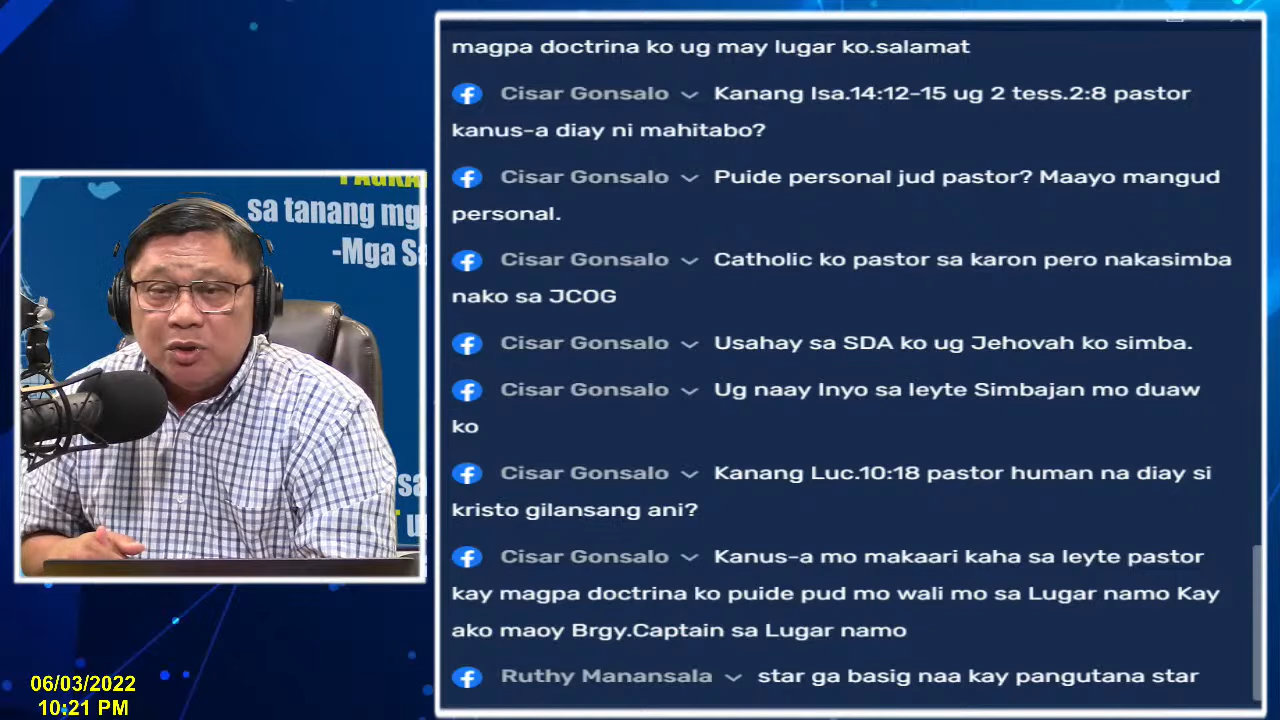 magpa doctrina ko ug may lugar ko.salamat
Cisar Gonsalo Kanang Isa.14:12-15 ug 2 tess.2:8 pastor
kanus-a diay ni mahitabo?
Cisar Gonsalo Puide personal jud pastor? Maayo mangud
personal.
Cisar Gonsalo Catholic ko pastor sa karon pero nakasimba
nako sa JCOG
Cisar Gonsalo Usahay sa SDA ko ug Jehovah ko simba.
Cisar Gonsalo Ug naay Inyo sa leyte Simbajan mo duaw
ko
Cisar Gonsalo Kanang Luc.10:18 pastor human na diay si
kristo gilansang ani?
Cisar Gonsalo Kanus-a mo makaari kaha sa leyte pastor
kay magpa doctrina ko puide pud mo wali mo sa Lugar namo Kay
ako maoy Brgy.Captain sa Lugar namo
Ruthy Manansala star ga basig naa kay pangutana star
sa tanang mg
-Mga Sa
sa
06/03/2022
10:21 PM